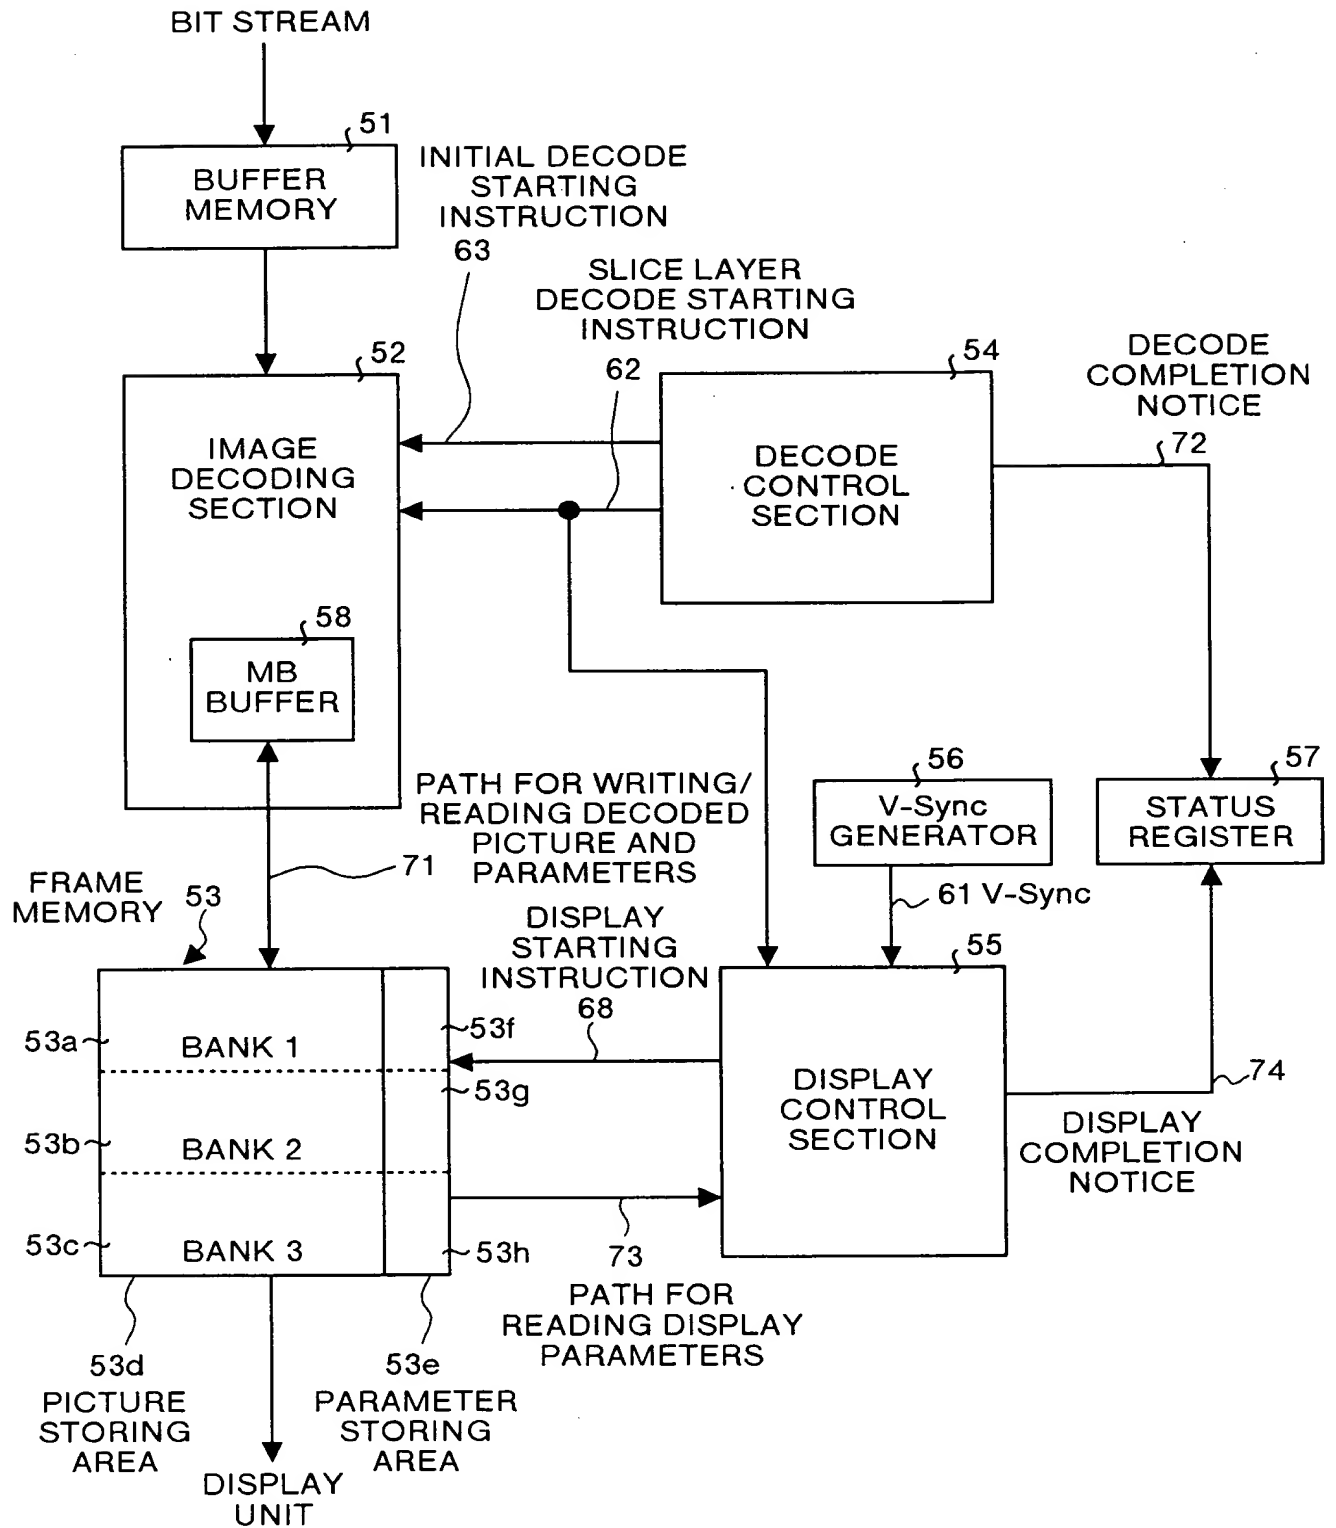 BIT STREAM
51
BUFFER
MEMORY
INITIAL DECODE
STARTING
INSTRUCTION
63
SLICE LAYER
DECODE STARTING
INSTRUCTION
62
52
IMAGE
DECODING
SECTION
54
DECODE
CONTROL
SECTION
DECODE
COMPLETION
NOTICE
72
58
MB
BUFFER
PATH FOR WRITING/
READING DECODED
PICTURE AND
PARAMETERS
71
56
V-Sync
GENERATOR
57
STATUS
REGISTER
61 V-Sync
FRAME
MEMORY
53
DISPLAY
STARTING
INSTRUCTION
68
55
DISPLAY
CONTROL
SECTION
53a
BANK 1
53f
53g
53b
BANK 2
53c
BANK 3
53h
74
DISPLAY
COMPLETION
NOTICE
73
PATH FOR
READING DISPLAY
PARAMETERS
53d
PICTURE
STORING
AREA
53e
PARAMETER
STORING
AREA
DISPLAY
UNIT